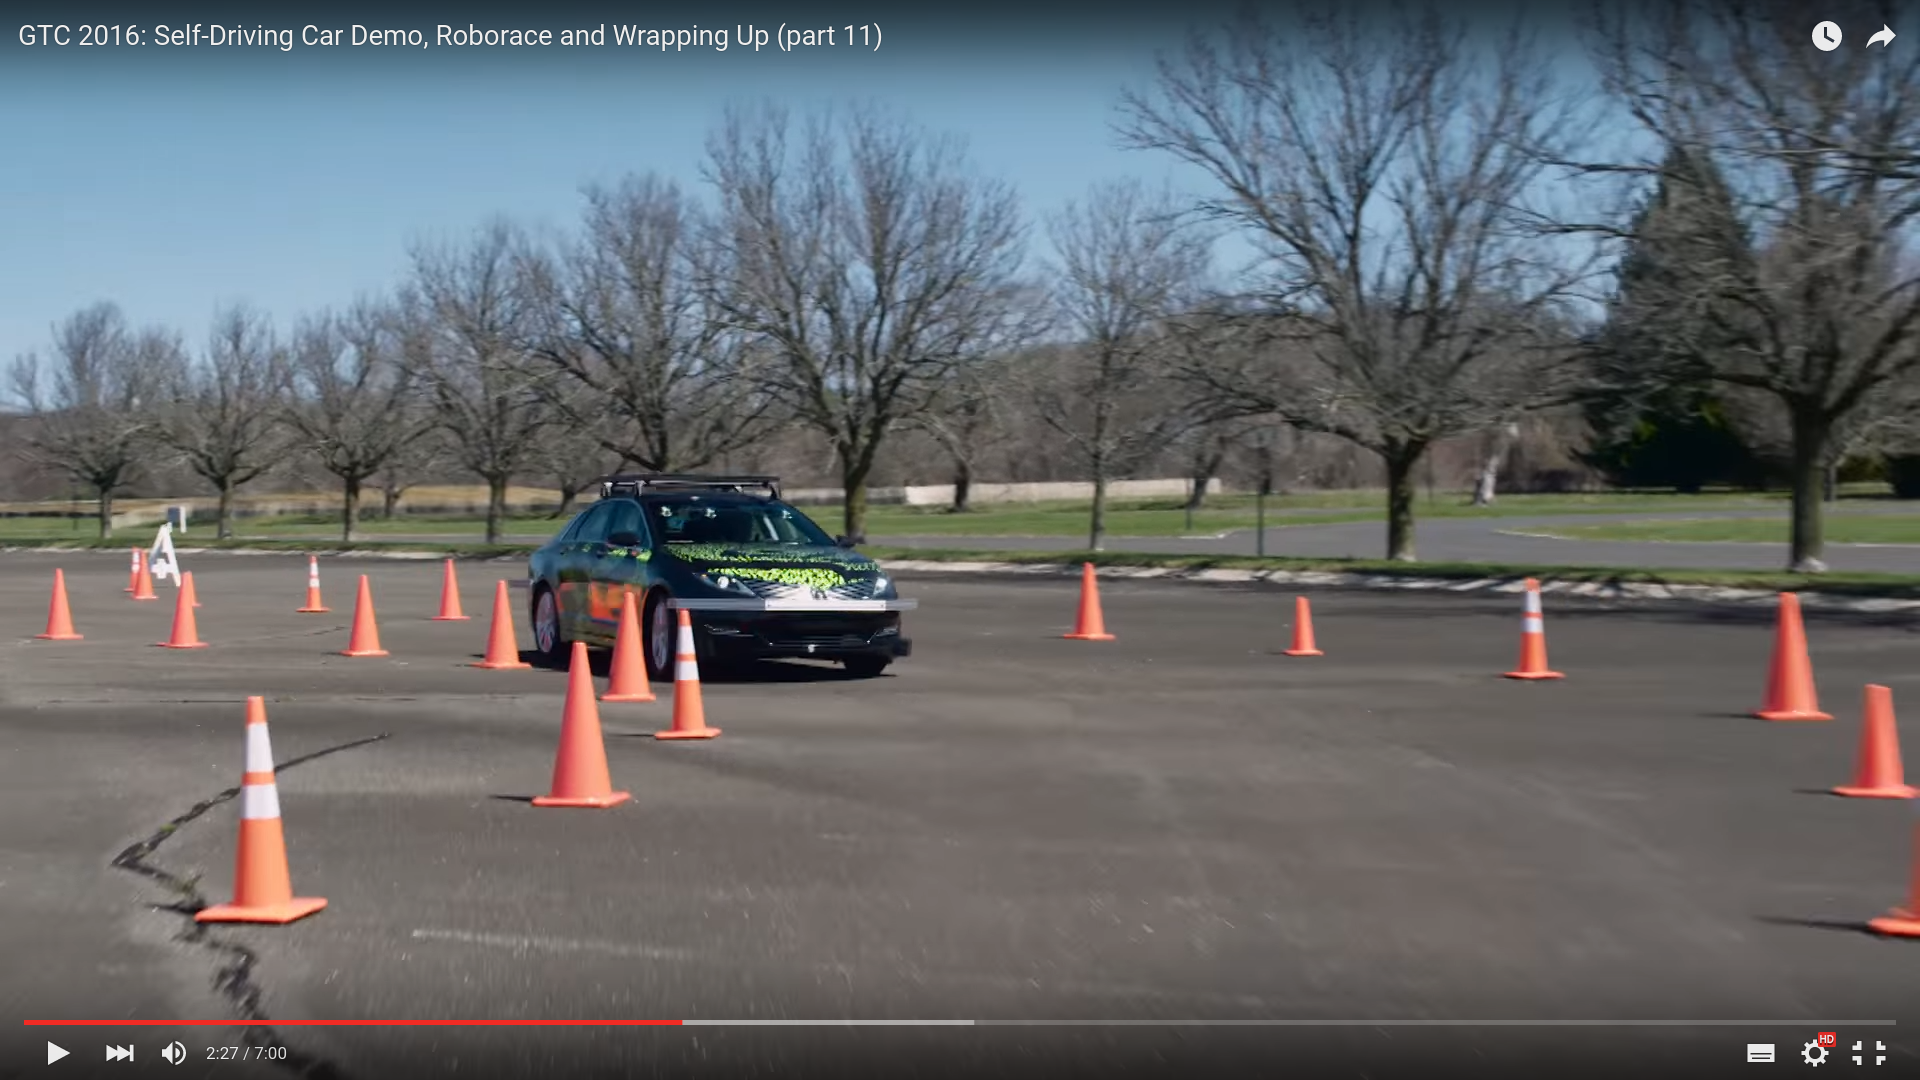 GTC 2016: Self-Driving Car Demo, Roborace and Wrapping Up (part 11)
A
2:27 / 7:00
HD